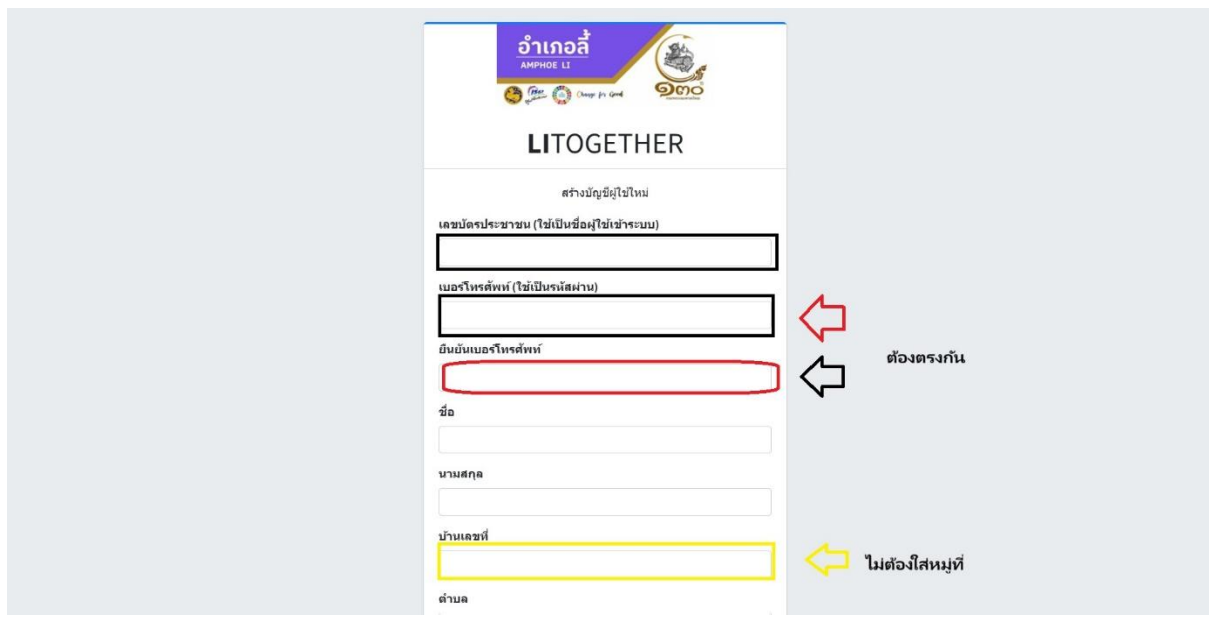 อำเภอลี้
AMPHOE LI
Change for Good
๑๓๐
LITOGETHER
สร้างบัญชีผู้ใช้ใหม่
เลขบัตรประชาชน (ใช้เป็นชื่อผู้ใช้เข้าระบบ)
เบอร์โทรศัพท์ (ใช้เป็นรหัสผ่าน)
ยืนยันเบอร์โทรศัพท์
ต้องตรงกัน
ชื่อ
นามสกุล
บ้านเลขที่
ไม่ต้องใส่หมู่ที่
ตำบล